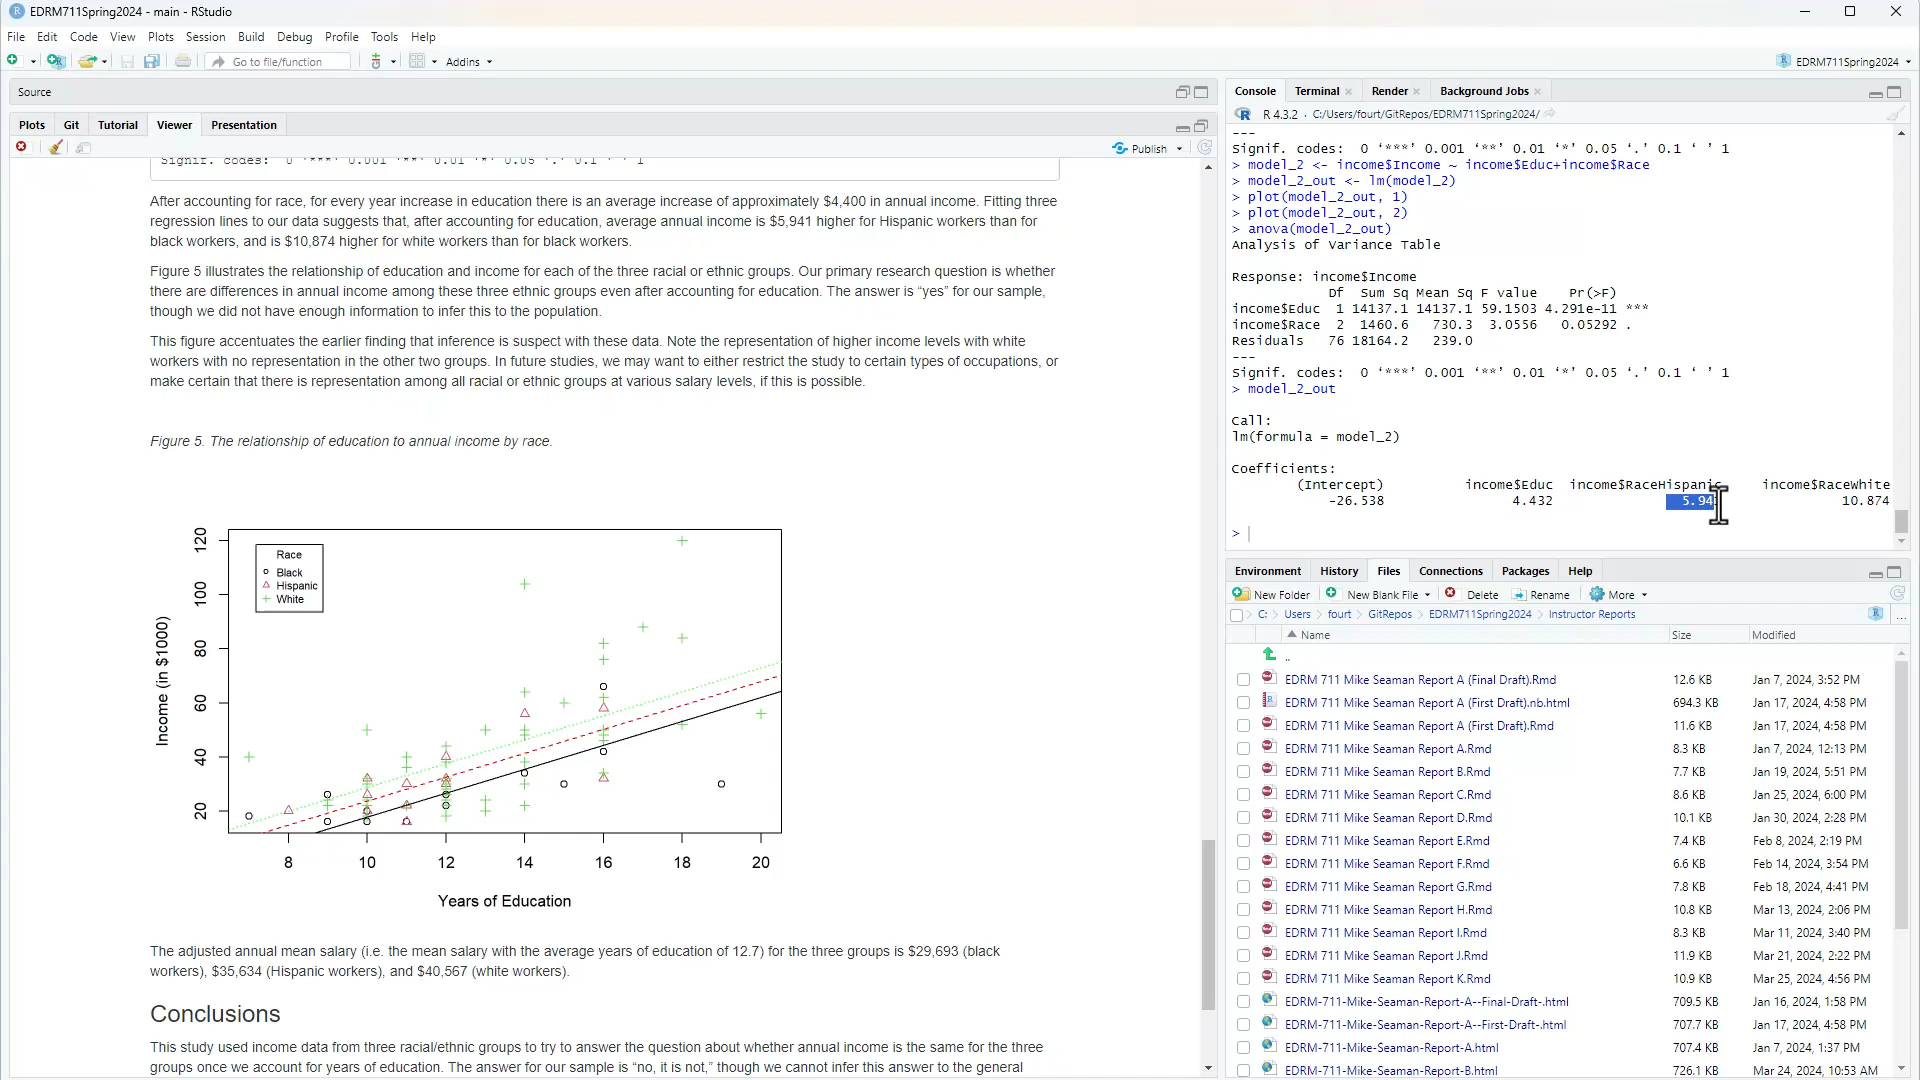 EDRM711Spring2024 - main - RStudio
File Edit Code View Plots Session Build Debug Profile Tools Help
Go to file/function Addins EDRM711Spring2024
Source
Plots Git Tutorial Viewer Presentation
Publish
Signif. codes: 0 ‘***’ 0.001 ‘**’ 0.01 ‘*’ 0.05 ‘.’ 0.1 ‘ ’ 1
After accounting for race, for every year increase in education there is an average increase of approximately $4,400 in annual income. Fitting three
regression lines to our data suggests that, after accounting for education, average annual income is $5,941 higher for Hispanic workers than for
black workers, and is $10,874 higher for white workers than for black workers.
Figure 5 illustrates the relationship of education and income for each of the three racial or ethnic groups. Our primary research question is whether
there are differences in annual income among these three ethnic groups even after accounting for education. The answer is “yes” for our sample,
though we did not have enough information to infer this to the population.
This figure accentuates the earlier finding that inference is suspect with these data. Note the representation of higher income levels with white
workers with no representation in the other two groups. In future studies, we may want to either restrict the study to certain types of occupations, or
make certain that there is representation among all racial or ethnic groups at various salary levels, if this is possible.
Figure 5. The relationship of education to annual income by race.
Race
Black
Hispanic
White
Income (in $1000)
120
100
80
60
40
20
8 10 12 14 16 18 20
Years of Education
The adjusted annual mean salary (i.e. the mean salary with the average years of education of 12.7) for the three groups is $29,693 (black
workers), $35,634 (Hispanic workers), and $40,567 (white workers).
Conclusions
This study used income data from three racial/ethnic groups to try to answer the question about whether annual income is the same for the three
groups once we account for years of education. The answer for our sample is “no, it is not,” though we cannot infer this answer to the general
Console Terminal Render Background Jobs
R 4.3.2 · C:/Users/fourt/GitRepos/EDRM711Spring2024/
---
Signif. codes: 0 ‘***’ 0.001 ‘**’ 0.01 ‘*’ 0.05 ‘.’ 0.1 ‘ ’ 1
> model_2 <- income$Income ~ income$Educ+income$Race
> model_2_out <- lm(model_2)
> plot(model_2_out, 1)
> plot(model_2_out, 2)
> anova(model_2_out)
Analysis of Variance Table
Response: income$Income
Df Sum Sq Mean Sq F value Pr(>F)
income$Educ 1 14137.1 14137.1 59.1503 4.291e-11 ***
income$Race 2 1460.6 730.3 3.0556 0.05292 .
Residuals 76 18164.2 239.0
---
Signif. codes: 0 ‘***’ 0.001 ‘**’ 0.01 ‘*’ 0.05 ‘.’ 0.1 ‘ ’ 1
> model_2_out
Call:
lm(formula = model_2)
Coefficients:
(Intercept) income$Educ income$RaceHispanic income$RaceWhite
-26.538 4.432 5.94 10.874
>
Environment History Files Connections Packages Help
New Folder New Blank File Delete Rename More
C: Users fourt GitRepos EDRM711Spring2024 Instructor Reports ...
Name Size Modified
..
EDRM 711 Mike Seaman Report A (Final Draft).Rmd 12.6 KB Jan 7, 2024, 3:52 PM
EDRM 711 Mike Seaman Report A (First Draft).nb.html 694.3 KB Jan 17, 2024, 4:58 PM
EDRM 711 Mike Seaman Report A (First Draft).Rmd 11.6 KB Jan 17, 2024, 4:58 PM
EDRM 711 Mike Seaman Report A.Rmd 8.3 KB Jan 7, 2024, 12:13 PM
EDRM 711 Mike Seaman Report B.Rmd 7.7 KB Jan 19, 2024, 5:51 PM
EDRM 711 Mike Seaman Report C.Rmd 8.6 KB Jan 25, 2024, 6:00 PM
EDRM 711 Mike Seaman Report D.Rmd 10.1 KB Jan 30, 2024, 2:28 PM
EDRM 711 Mike Seaman Report E.Rmd 7.4 KB Feb 8, 2024, 2:19 PM
EDRM 711 Mike Seaman Report F.Rmd 6.6 KB Feb 14, 2024, 3:54 PM
EDRM 711 Mike Seaman Report G.Rmd 7.8 KB Feb 18, 2024, 4:41 PM
EDRM 711 Mike Seaman Report H.Rmd 10.8 KB Mar 13, 2024, 2:06 PM
EDRM 711 Mike Seaman Report I.Rmd 8.3 KB Mar 11, 2024, 3:40 PM
EDRM 711 Mike Seaman Report J.Rmd 11.9 KB Mar 21, 2024, 2:22 PM
EDRM 711 Mike Seaman Report K.Rmd 10.9 KB Mar 25, 2024, 4:56 PM
EDRM-711-Mike-Seaman-Report-A--Final-Draft-.html 709.5 KB Jan 16, 2024, 1:58 PM
EDRM-711-Mike-Seaman-Report-A--First-Draft-.html 707.7 KB Jan 17, 2024, 4:58 PM
EDRM-711-Mike-Seaman-Report-A.html 707.4 KB Jan 7, 2024, 1:37 PM
EDRM-711-Mike-Seaman-Report-B.html 726.1 KB Mar 24, 2024, 10:53 AM